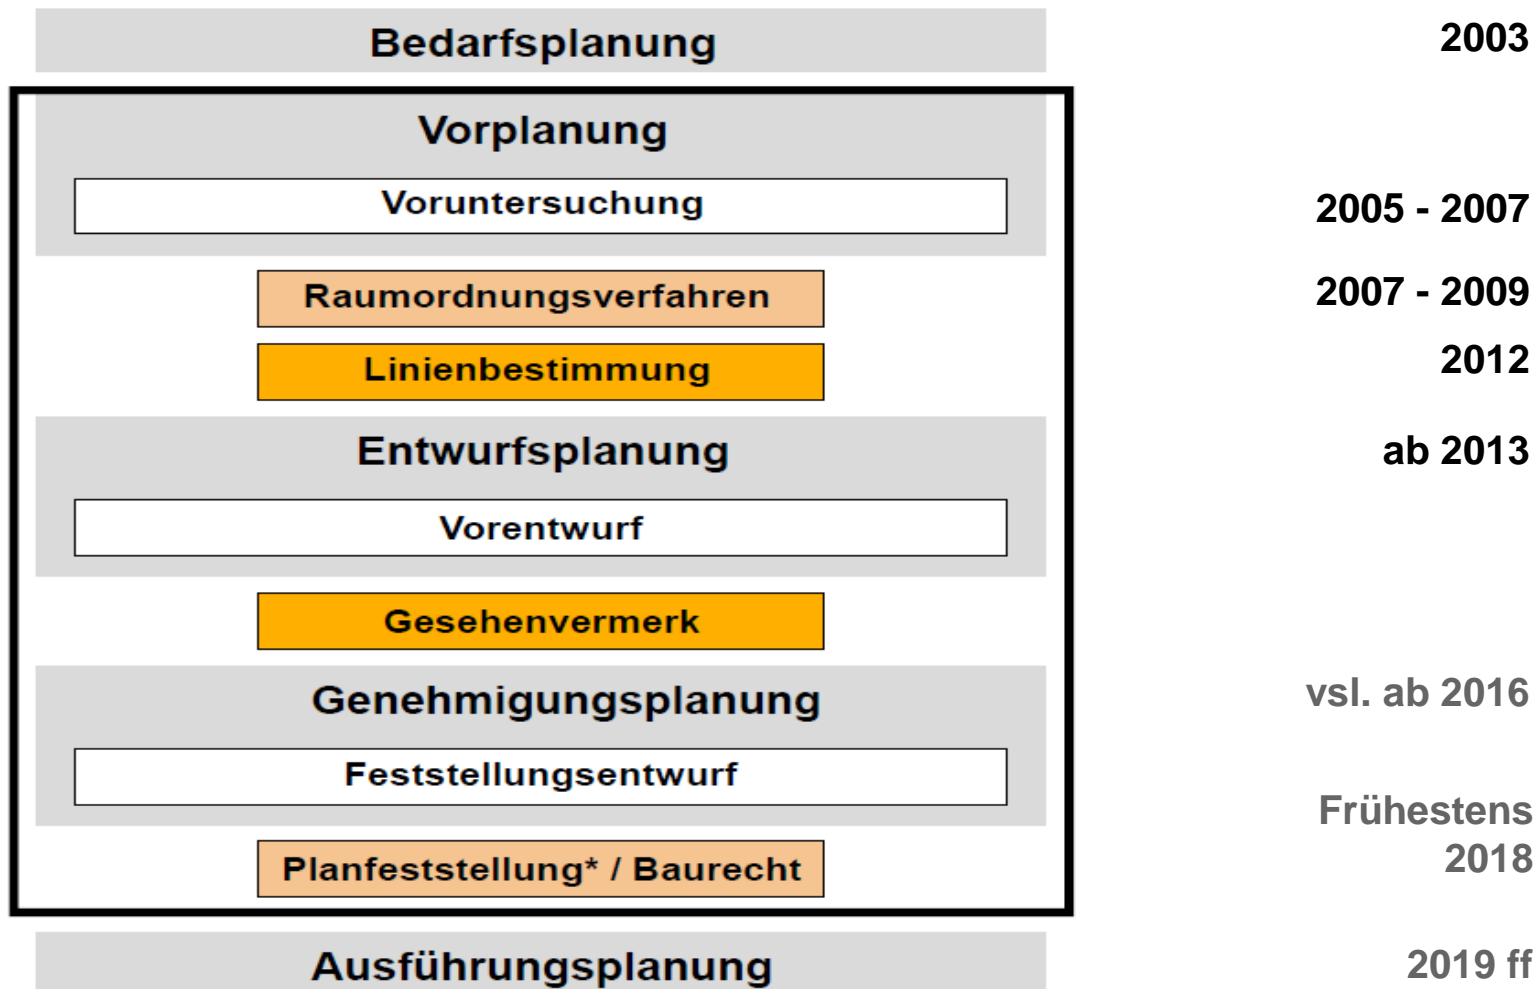 Bedarfsplanung 2003
Vorplanung
Voruntersuchung 2005 - 2007
Raumordnungsverfahren 2007 - 2009
Linienbestimmung 2012
Entwurfsplanung ab 2013
Vorentwurf
Gesehenvermerk
Genehmigungsplanung vsl. ab 2016
Feststellungsentwurf
Frühestens
2018
Planfeststellung* / Baurecht
Ausführungsplanung 2019 ff